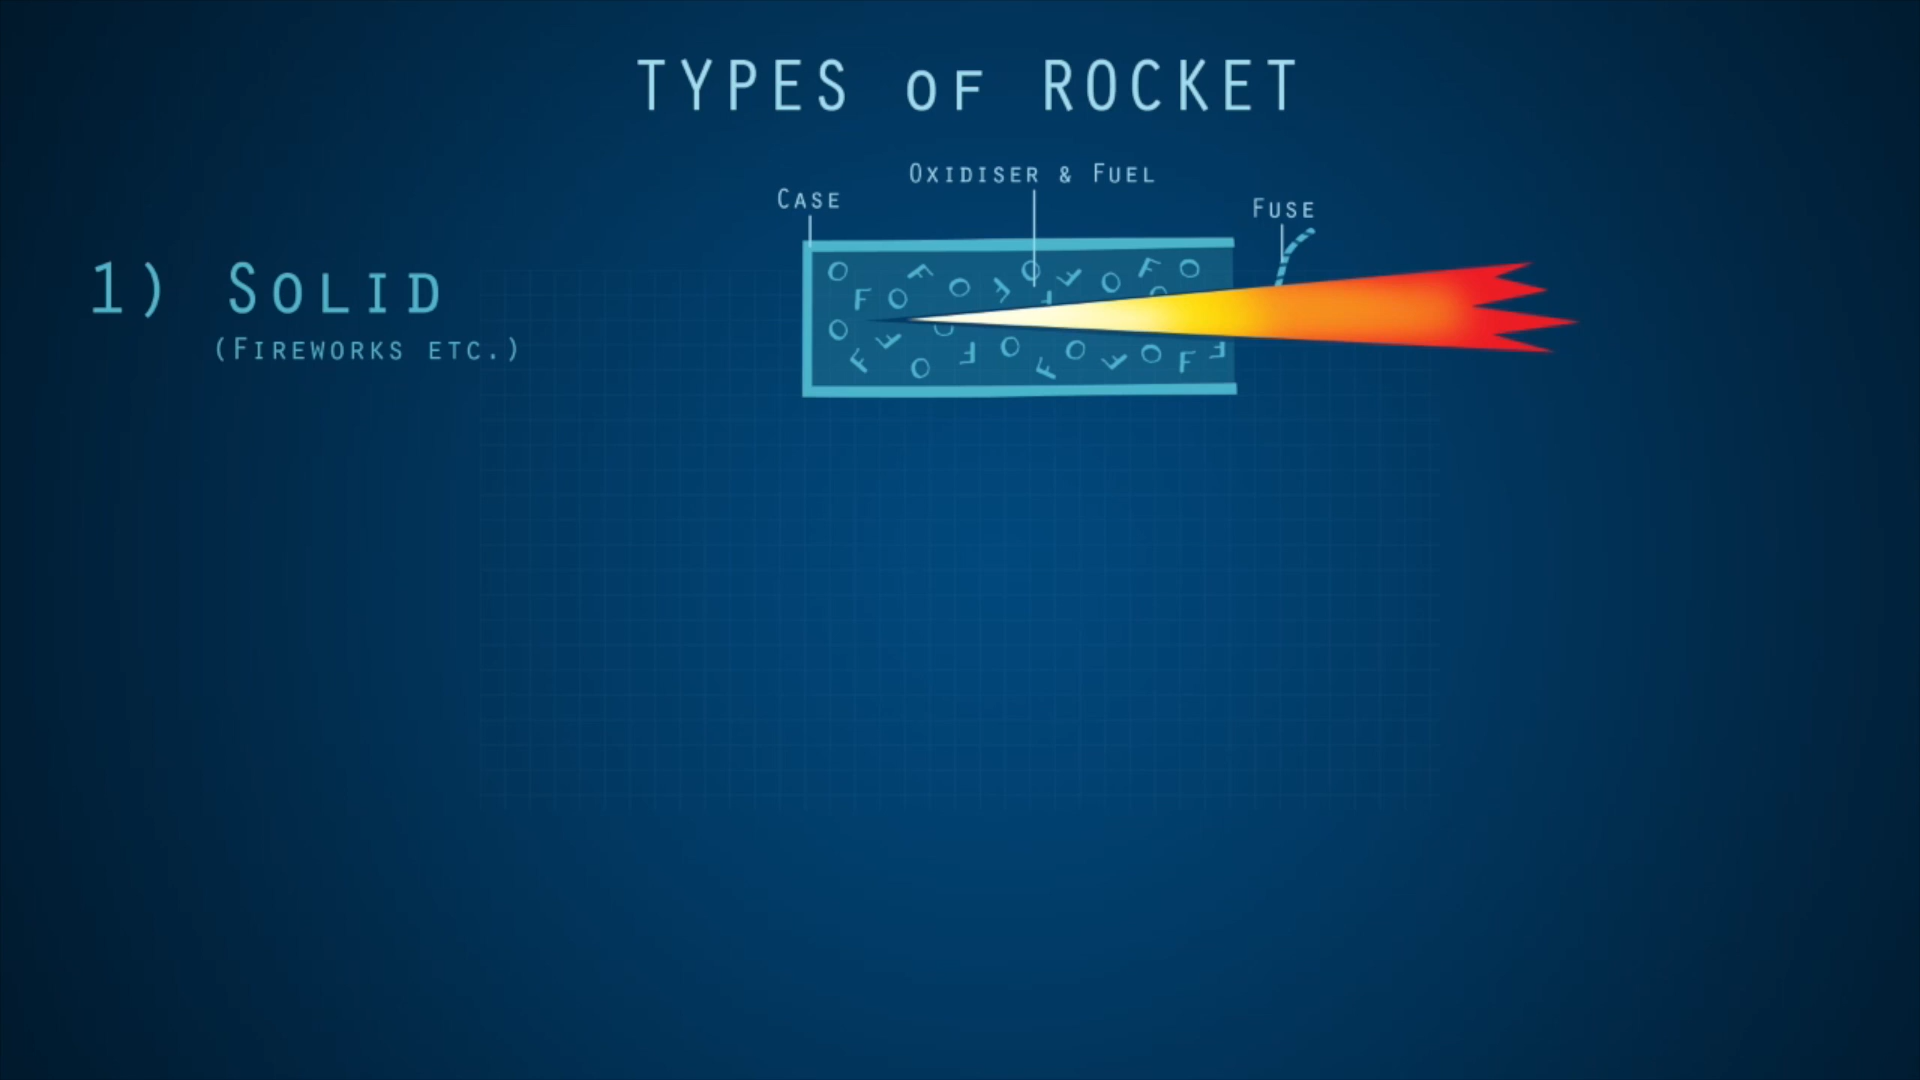 TYPES OF ROCKET
OXIDISER & FUEL
CASE
FUSE
1) SOLID
(FIREWORKS ETC.)
O F O F O F F O F O
F O O F O
O F O F O F O F F O F F